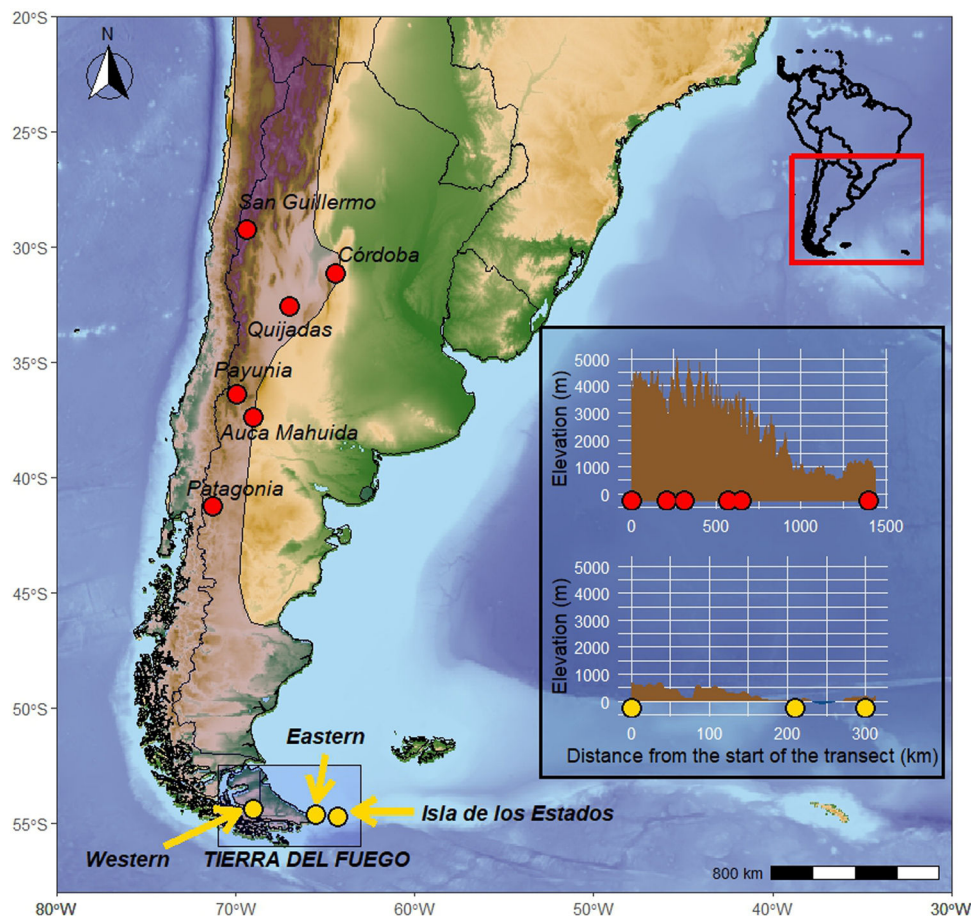 20°S
N
25°S
San Guillermo
30°S
Córdoba
Quijadas
35°S
Payunia
Auca Mahuida
40°S
Patagonia
45°S
50°S
55°S
Eastern
Isla de los Estados
Western
TIERRA DEL FUEGO
Elevation (m)
5000
4000
3000
2000
1000
0
0 500 1000 1500
Elevation (m)
5000
4000
3000
2000
1000
0
0 100 200 300
Distance from the start of the transect (km)
800 km
80°W 70°W 60°W 50°W 40°W 30°W